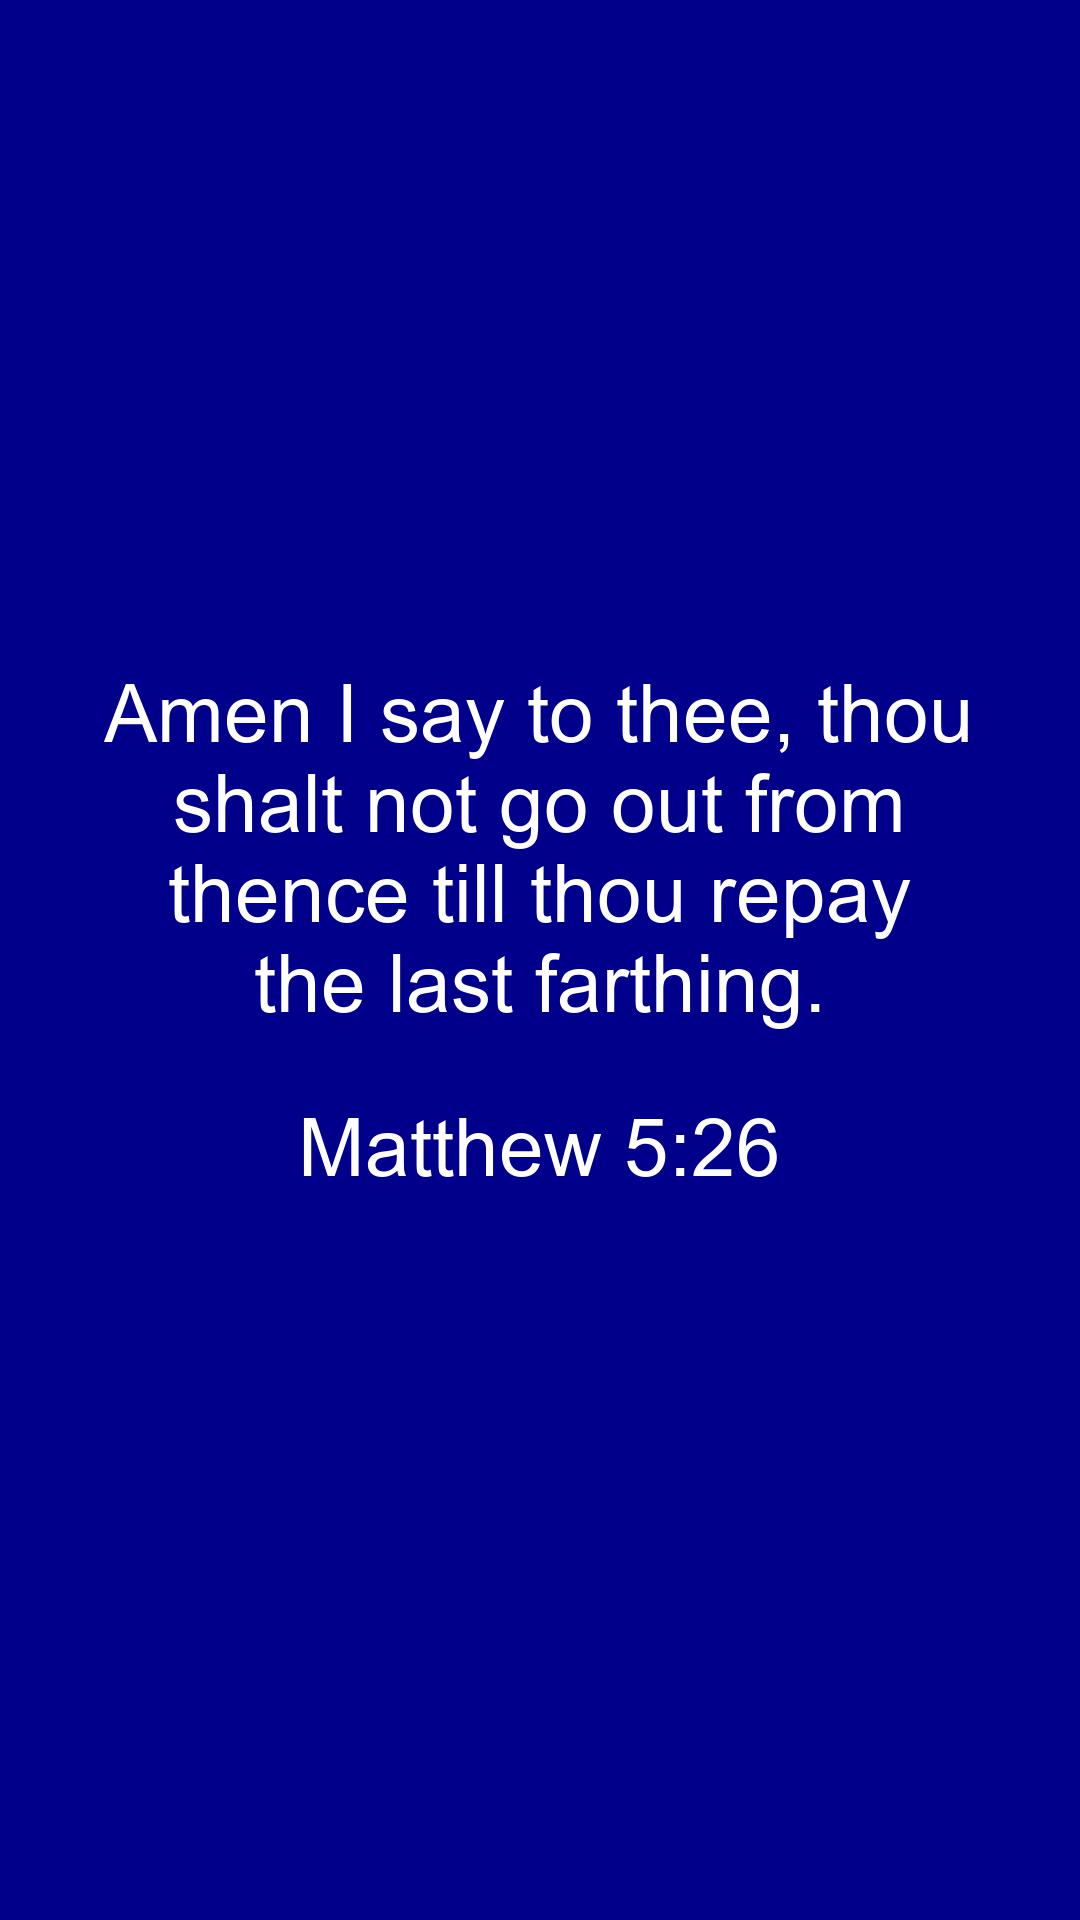 Amen I say to thee, thou
shalt not go out from
thence till thou repay
the last farthing.
Matthew 5:26